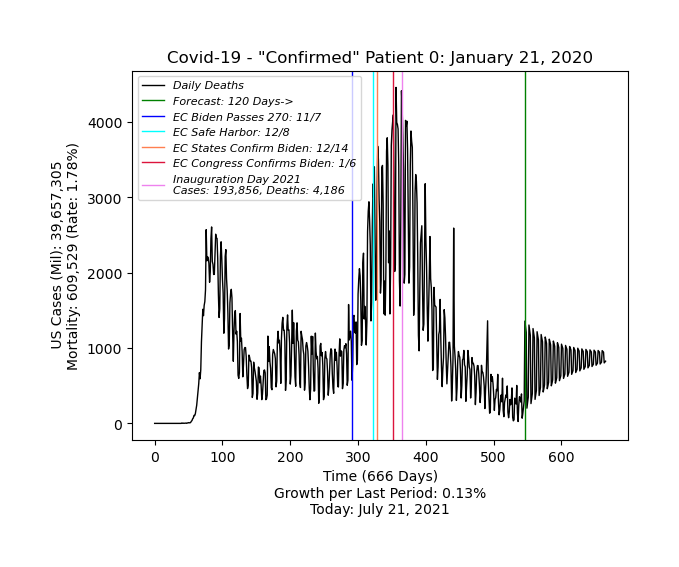 Covid-19 - "Confirmed" Patient 0: January 21, 2020
Daily Deaths
Forecast: 120 Days->
EC Biden Passes 270: 11/7
EC Safe Harbor: 12/8
EC States Confirm Biden: 12/14
EC Congress Confirms Biden: 1/6
Inauguration Day 2021
Cases: 193,856, Deaths: 4,186
US Cases (Mil): 39,657,305
Mortality: 609,529 (Rate: 1.78%)
4000
3000
2000
1000
0
0 100 200 300 400 500 600
Time (666 Days)
Growth per Last Period: 0.13%
Today: July 21, 2021